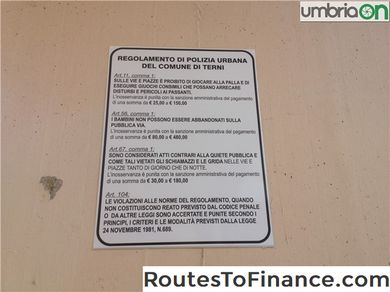 umbriaon
REGOLAMENTO DI POLIZIA URBANA
DEL COMUNE DI TERNI
Art.11, comma 1:
SULLE VIE E PIAZZE È PROIBITO DI GIOCARE ALLA PALLA E DI
ESEGUIRE GIUOCHI CONSIMILI CHE POSSANO ARRECARE
DISTURBI E PERICOLI AI PASSANTI.
L'inosservanza è punita con la sanzione amministrativa del pagamento
di una somma da € 25,00 a € 150,00
Art.56, comma 1:
I BAMBINI NON POSSONO ESSERE ABBANDONATI SULLA
PUBBLICA VIA.
L'inosservanza è punita con la sanzione amministrativa del pagamento
di una somma da € 80,00 a € 480,00
Art.67, comma 1:
SONO CONSIDERATI ATTI CONTRARI ALLA QUIETE PUBBLICA E
COME TALI VIETATI GLI SCHIAMAZZI E LE GRIDA NELLE VIE E
PIAZZE TANTO DI GIORNO CHE DI NOTTE.
L'inosservanza è punita con la sanzione amministrativa del pagamento
di una somma da € 30,00 a € 180,00
Art. 104:
LE VIOLAZIONI ALLE NORME DEL REGOLAMENTO, QUANDO
NON COSTITUISCONO REATO PREVISTO DAL CODICE PENALE
O DA ALTRE LEGGI SONO ACCERTATE E PUNITE SECONDO I
PRINCIPI, I CRITERI E LE MODALITÀ PREVISTI DALLA LEGGE
24 NOVEMBRE 1981, N.689.
RoutesToFinance.com